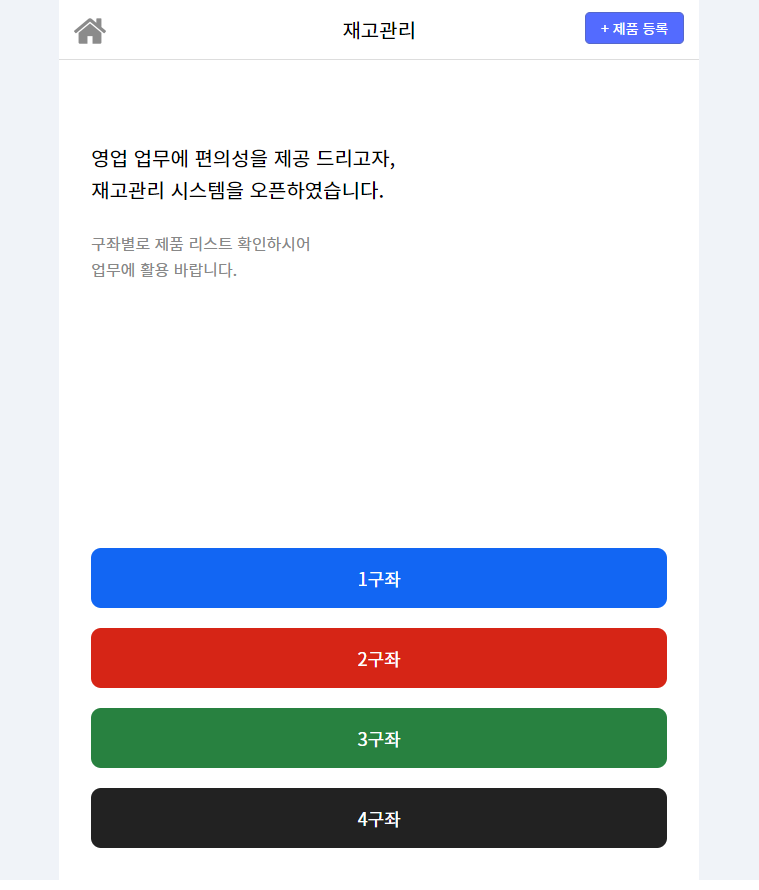 재고관리
+ 제품 등록
영업 업무에 편의성을 제공 드리고자,
재고관리 시스템을 오픈하였습니다.
구좌별로 제품 리스트 확인하시어
업무에 활용 바랍니다.
1구좌
2구좌
3구좌
4구좌